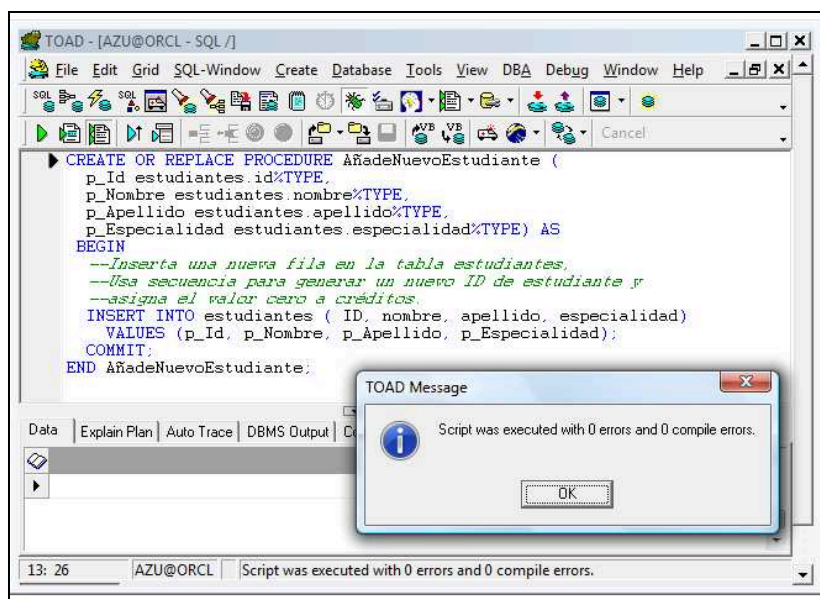 TOAD - [AZU@ORCL - SQL /]
File Edit Grid SQL-Window Create Database Tools View DBA Debug Window Help
SQL SQL
VB VB Cancel
CREATE OR REPLACE PROCEDURE AñadeNuevoEstudiante (
p_Id estudiantes.id%TYPE,
p_Nombre estudiantes.nombre%TYPE,
p_Apellido estudiantes.apellido%TYPE,
p_Especialidad estudiantes.especialidad%TYPE) AS
BEGIN
--Inserta una nueva fila en la tabla estudiantes,
--Usa secuencia para generar un nuevo ID de estudiante y
--asigna el valor cero a créditos.
INSERT INTO estudiantes ( ID, nombre, apellido, especialidad)
VALUES (p_Id, p_Nombre, p_Apellido, p_Especialidad);
COMMIT;
END AñadeNuevoEstudiante;
TOAD Message
Script was executed with 0 errors and 0 compile errors.
OK
Data Explain Plan Auto Trace DBMS Output
13: 26 AZU@ORCL Script was executed with 0 errors and 0 compile errors.